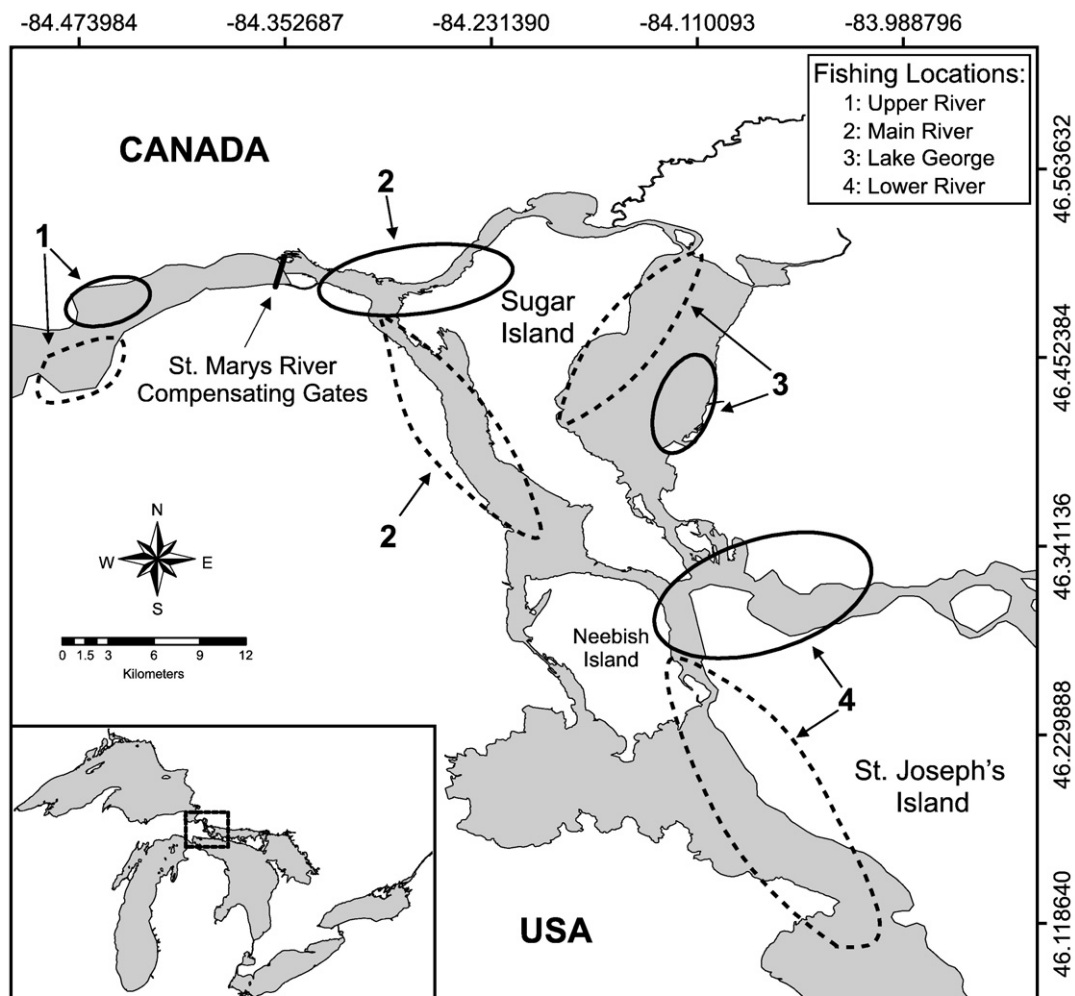 -84.473984
-84.352687
-84.231390
-84.110093
-83.988796
Fishing Locations:
1: Upper River
2: Main River
3: Lake George
4: Lower River
46.563632
46.452384
46.341136
46.229888
46.118640
CANADA
2
1
Sugar
Island
St. Marys River
Compensating Gates
3
2
N
W
E
S
0 1.5 3 6 9 12
Kilometers
Neebish
Island
4
St. Joseph's
Island
USA